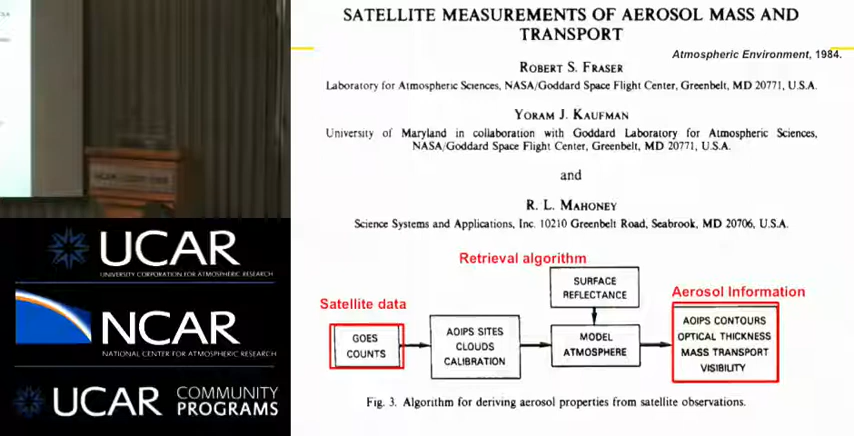 SATELLITE MEASUREMENTS OF AEROSOL MASS AND
TRANSPORT
Atmospheric Environment, 1984.
ROBERT S. FRASER
Laboratory for Atmospheric Sciences, NASA/Goddard Space Flight Center, Greenbelt, MD 20771, U.S.A.
YORAM J. KAUFMAN
University of Maryland in collaboration with Goddard Laboratory for Atmospheric Sciences,
NASA/Goddard Space Flight Center, Greenbelt, MD 20771, U.S.A.
and
R. L. MAHONEY
Science Systems and Applications, Inc. 10210 Greenbelt Road, Seabrook, MD 20706, U.S.A.
Retrieval algorithm
Satellite data
Aerosol Information
SURFACE
REFLECTANCE
GOES
COUNTS
AOIPS SITES
CLOUDS
CALIBRATION
MODEL
ATMOSPHERE
AOIPS CONTOURS
OPTICAL THICKNESS
MASS TRANSPORT
VISIBILITY
Fig. 3. Algorithm for deriving aerosol properties from satellite observations.
UCAR
UNIVERSITY CORPORATION FOR ATMOSPHERIC RESEARCH
NCAR
NATIONAL CENTER FOR ATMOSPHERIC RESEARCH
UCAR COMMUNITY
PROGRAMS